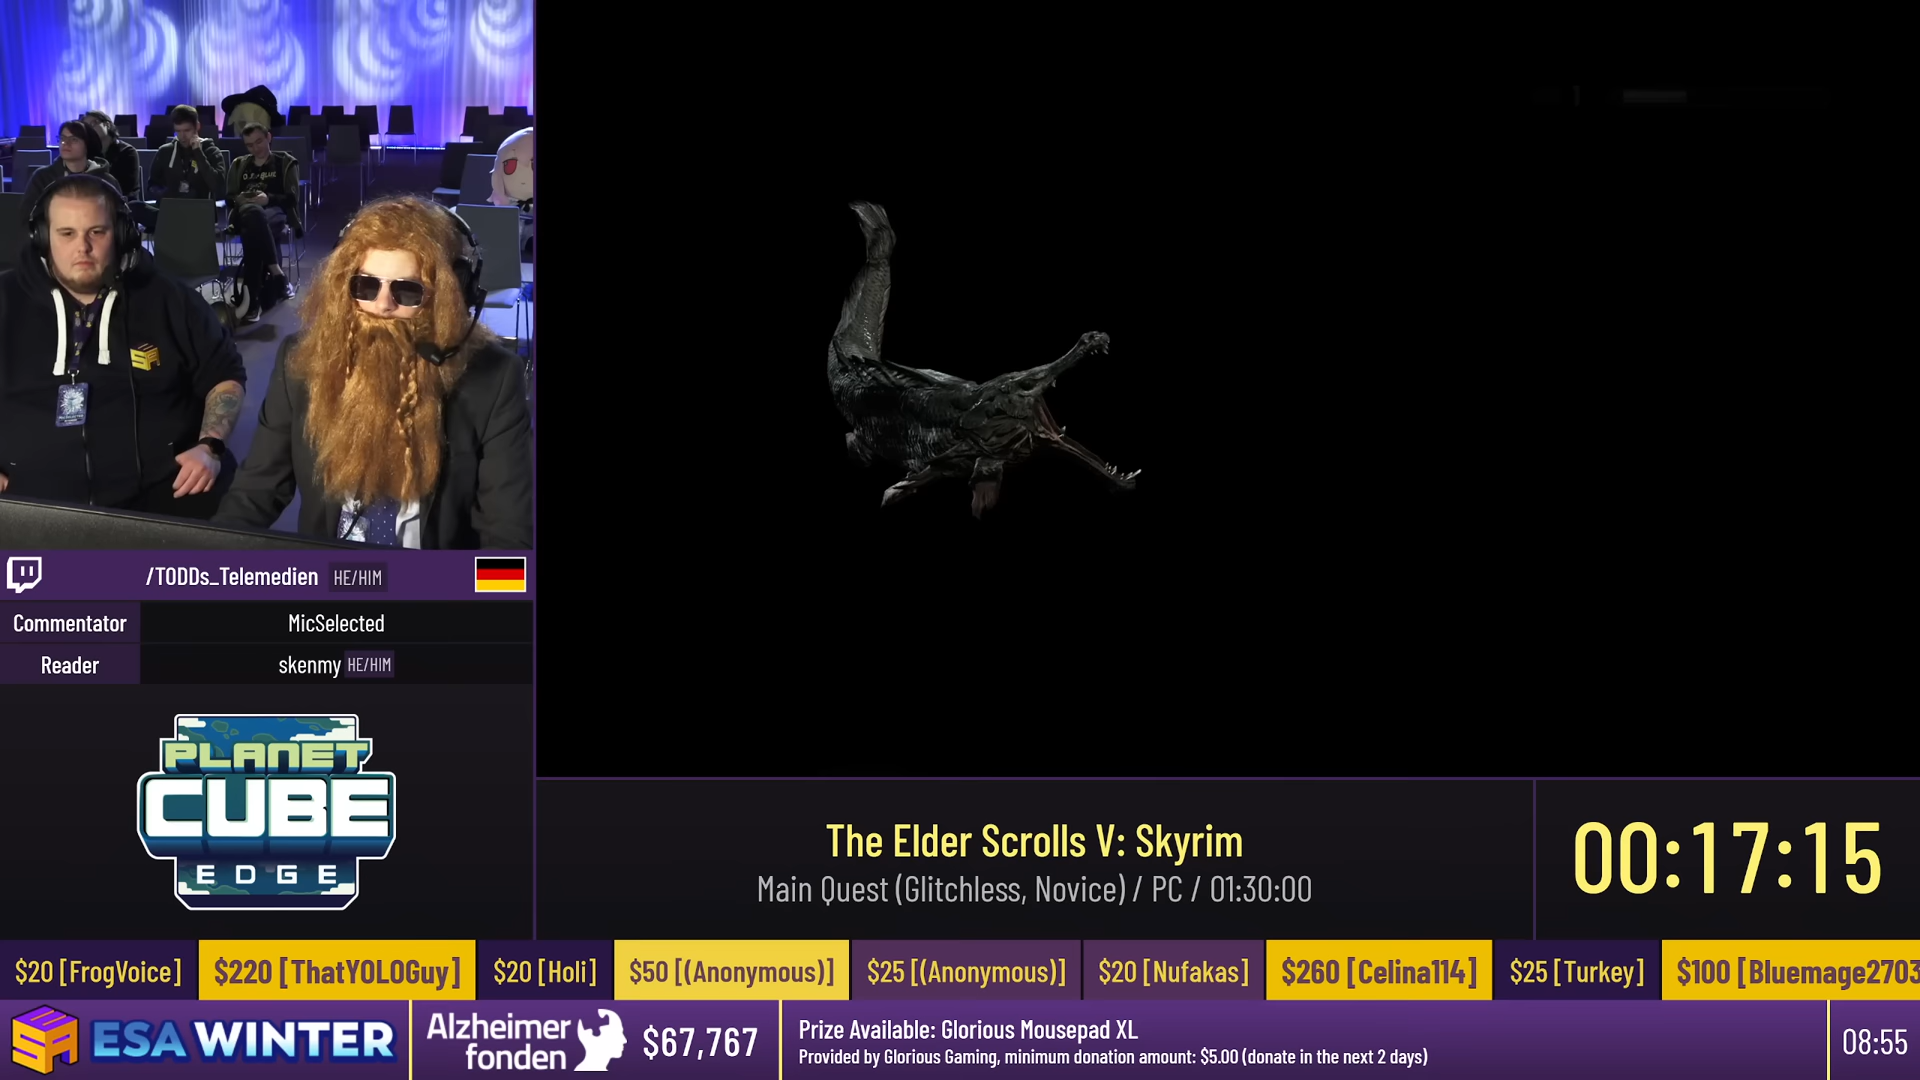 /TODDs_Telemedien HE/HIM
Commentator MicSelected
Reader skenmy HE/HIM
PLANET
CUBE
EDGE
The Elder Scrolls V: Skyrim
Main Quest (Glitchless, Novice) / PC / 01:30:00
00:17:15
$20 [FrogVoice] $220 [ThatYOLOGuy] $20 [Holi] $50 [(Anonymous)] $25 [(Anonymous)] $20 [Nufakas] $260 [Celina114] $25 [Turkey] $100 [Bluemage2703
ESA WINTER
Alzheimer
fonden
$67,767
Prize Available: Glorious Mousepad XL
Provided by Glorious Gaming, minimum donation amount: $5.00 (donate in the next 2 days)
08:55